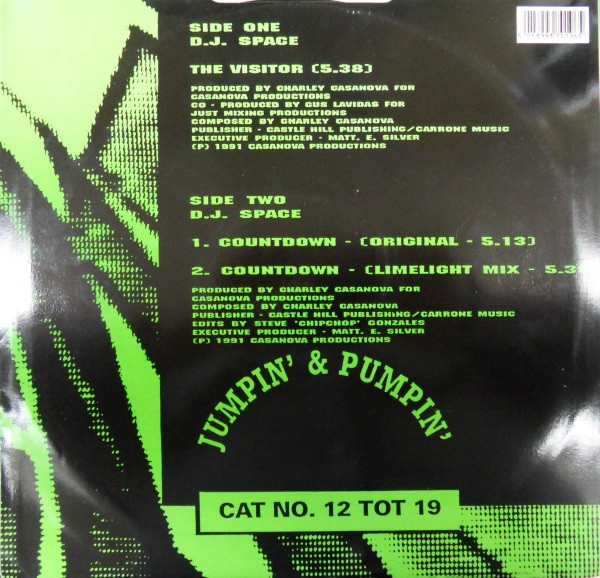 SIDE ONE
D.J. SPACE
THE VISITOR (5.38)
PRODUCED BY CHARLEY CASANOVA FOR
CASANOVA PRODUCTIONS
CO - PRODUCED BY GUS LAVIDAS FOR
JUST MIXING PRODUCTIONS
COMPOSED BY CHARLEY CASANOVA
PUBLISHER - CASTLE HILL PUBLISHING/CARRONE MUSIC
EXECUTIVE PRODUCER - MATT. E. SILVER
(P) 1991 CASANOVA PRODUCTIONS
SIDE TWO
D.J. SPACE
1. COUNTDOWN - (ORIGINAL - 5.13)
2. COUNTDOWN - (LIMELIGHT MIX - 5.3
PRODUCED BY CHARLEY CASANOVA FOR
CASANOVA PRODUCTIONS
COMPOSED BY CHARLEY CASANOVA
PUBLISHER - CASTLE HILL PUBLISHING/CARRONE MUSIC
EDITS BY STEVE 'CHIPCHOP' GONZALES
EXECUTIVE PRODUCER - MATT. E. SILVER
(P) 1991 CASANOVA PRODUCTIONS
JUMPIN' & PUMPIN'
CAT NO. 12 TOT 19